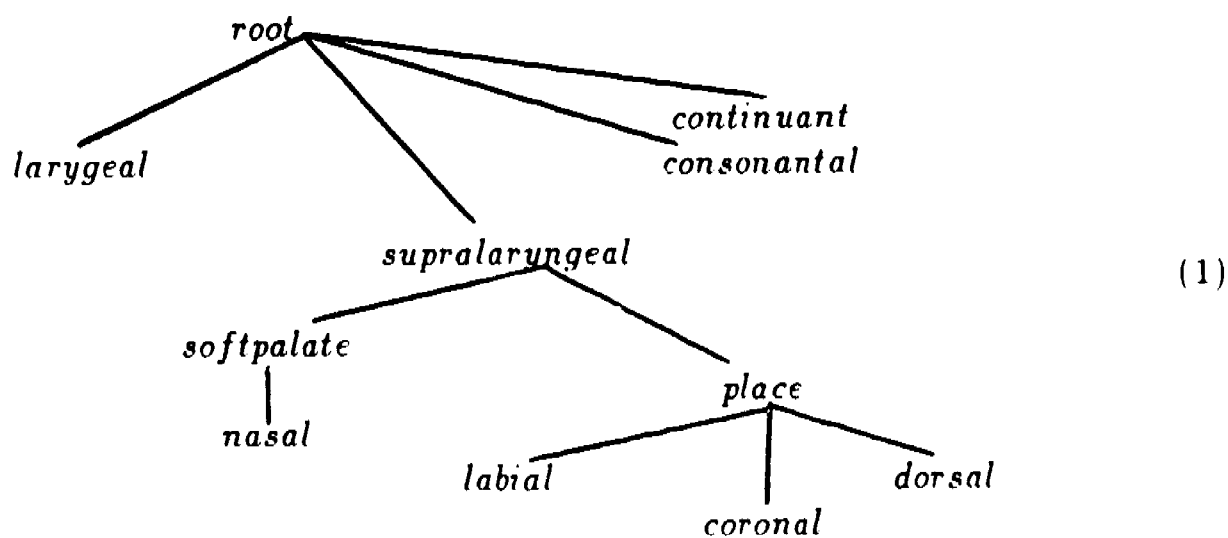 root
continuant
larygeal
consonantal
supralaryngeal
(1)
softpalate
place
nasal
labial
dorsal
coronal